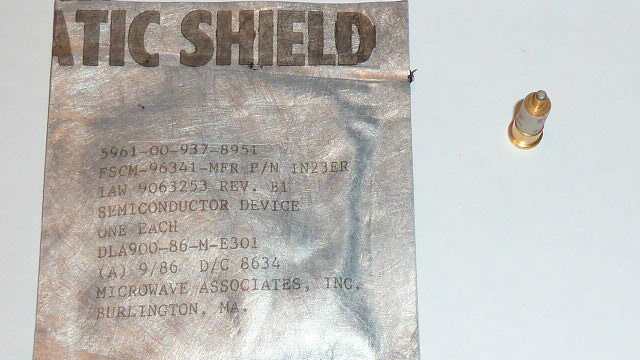 ATIC SHIELD
5961-00-937-8951
FSCM-96341-MFR P/N 1N23ER
IAW 9063253 REV. B1
SEMICONDUCTOR DEVICE
ONE EACH
DLA900-86-M-E301
(A) 9/86 D/C 8634
MICROWAVE ASSOCIATES, INC.
BURLINGTON, MA.